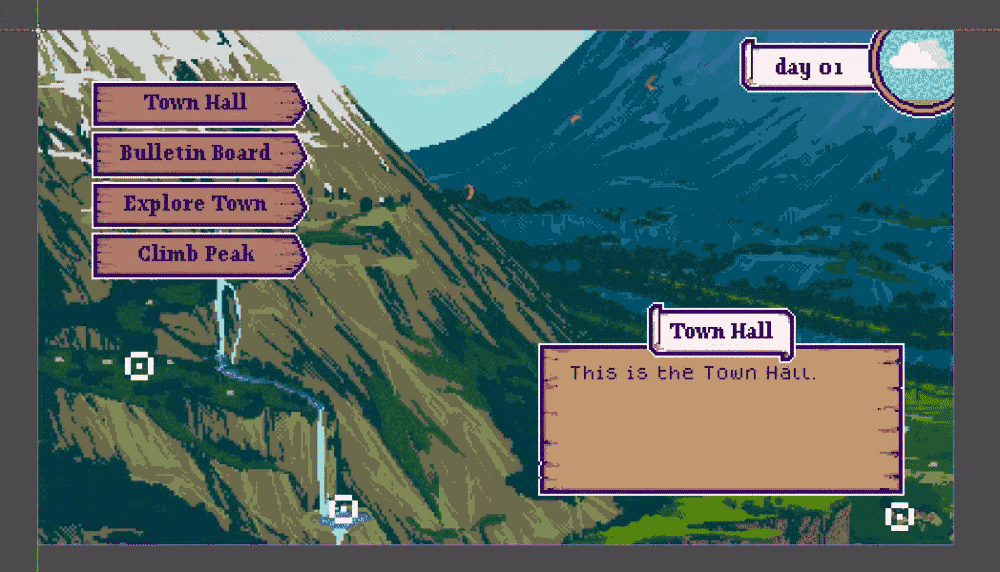 day 01
Town Hall
Bulletin Board
Explore Town
Climb Peak
Town Hall
This is the Town Hall.